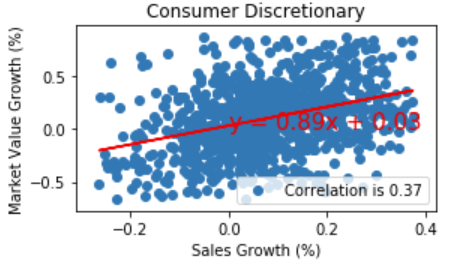 Consumer Discretionary
Market Value Growth (%)
0.5
0.0
−0.5
y = 0.89x + 0.03
Correlation is 0.37
−0.2
0.0
0.2
0.4
Sales Growth (%)